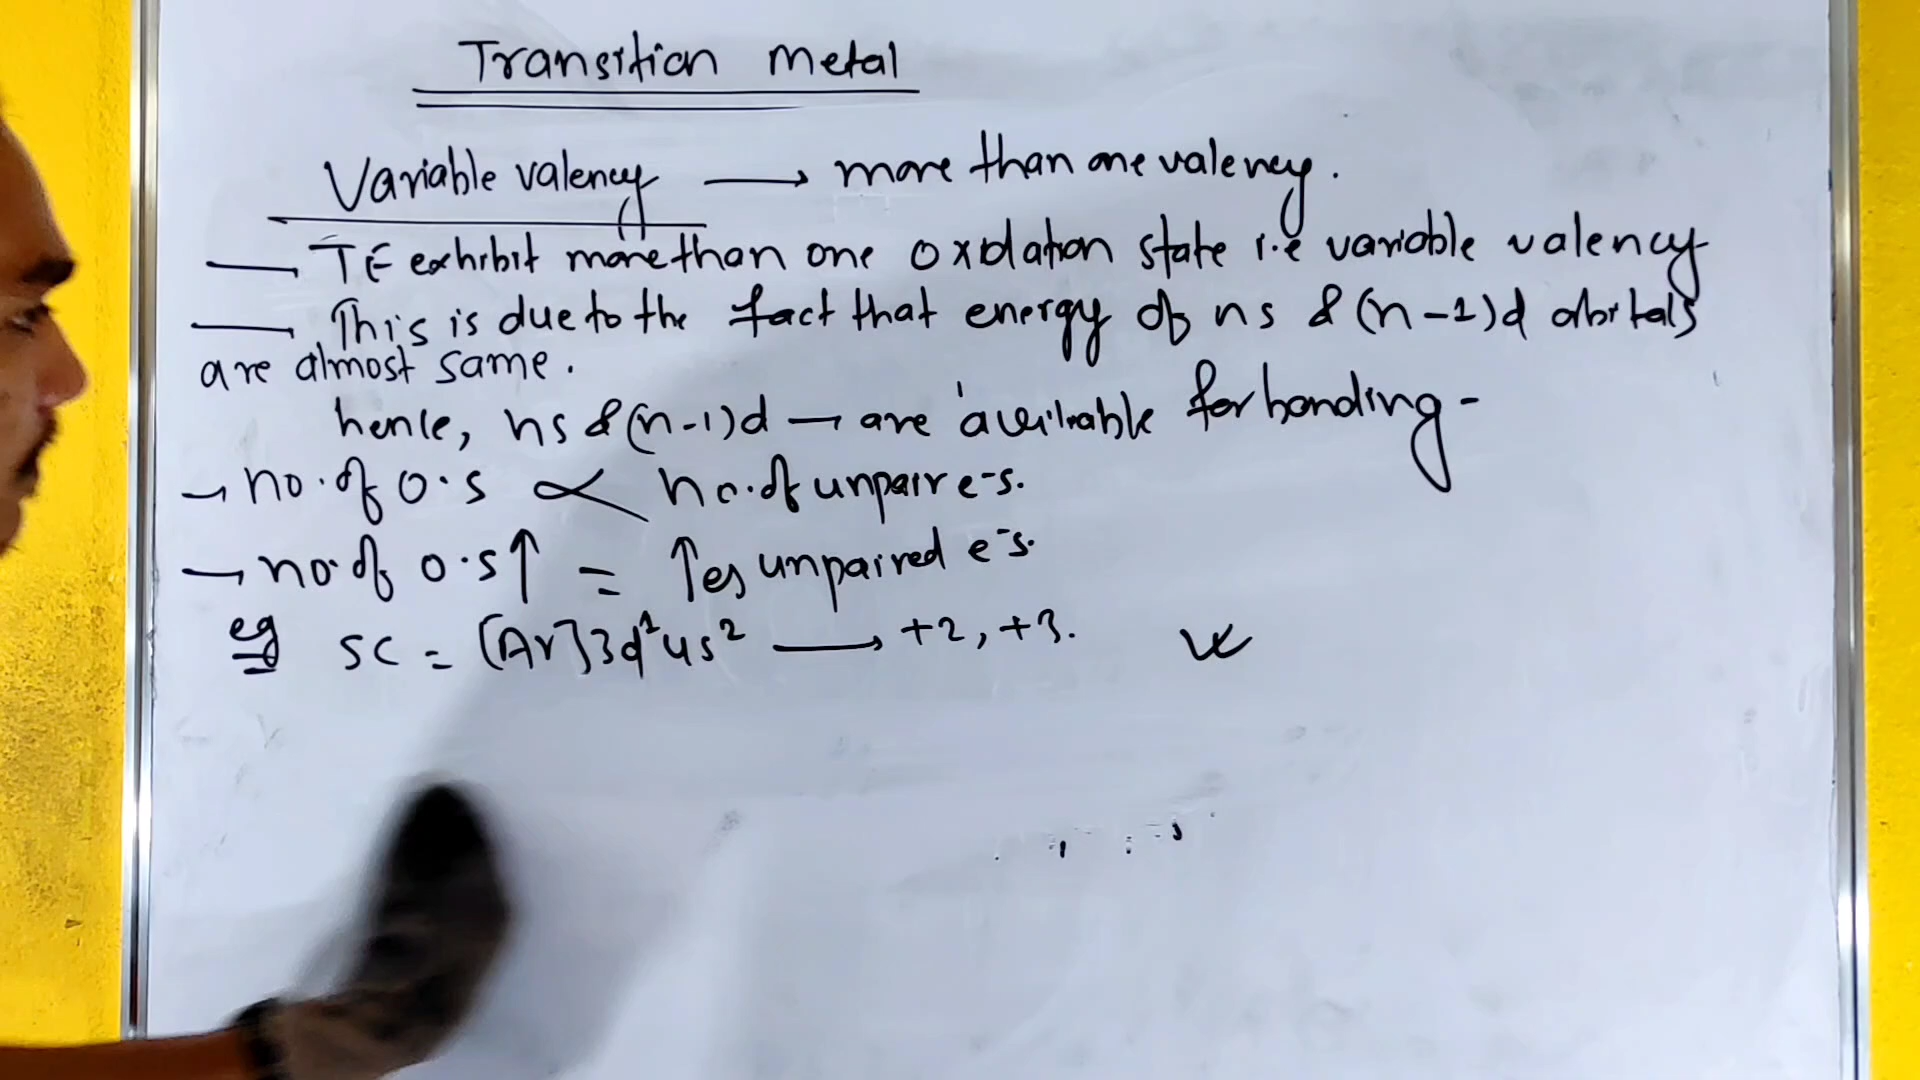 Transition metal
Variable valency → more than one valency.
— TE exhibit more than one oxidation state i.e variable valency
— This is due to the fact that energy of ns & (n-1)d orbitals
are almost same.
hence, ns & (n-1)d → are available for bonding -
→ no. of o.s ∝ no. of unpair e-s.
→ no. of o.s↑ = ↑es unpaired e-s.
eg sc = [Ar]3d¹4s² → +2, +3.